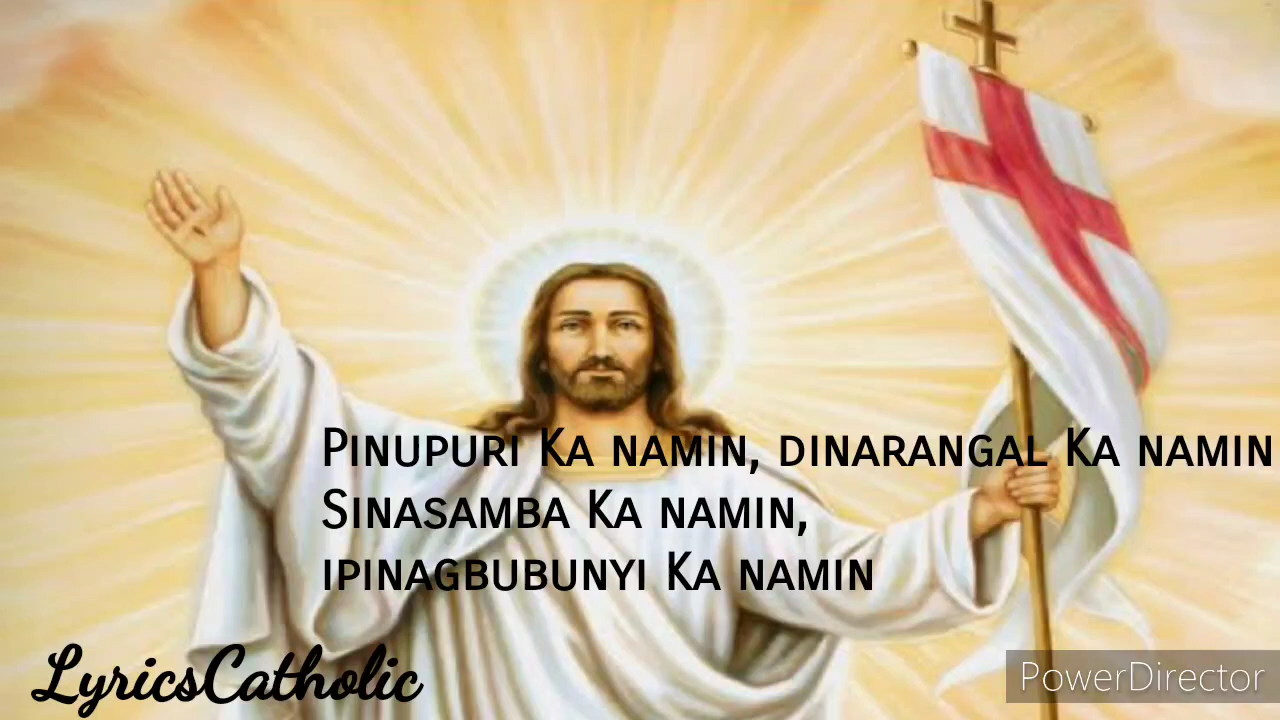 Pinupuri Ka namin, dinarangal Ka namin
Sinasamba Ka namin,
ipinagbubunyi Ka namin
LyricsCatholic
PowerDirector